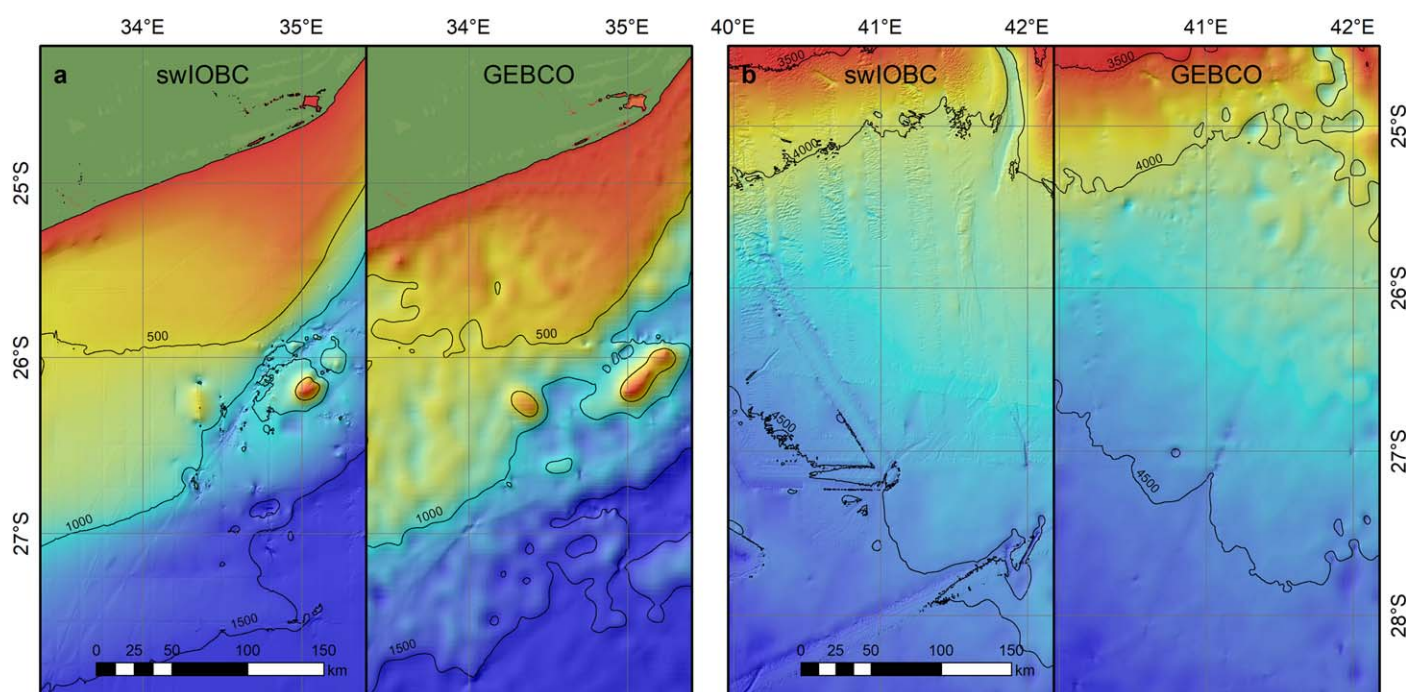 34°E 35°E 34°E 35°E 40°E 41°E 42°E 41°E 42°E
a swIOBC GEBCO b swIOBC GEBCO
3500 3500
25°S 25°S
4000 4000
500 500
26°S 26°S
4500 4500
27°S 27°S
1000 1000
28°S
1500 1500
0 25 50 100 150 km
0 25 50 100 150 km